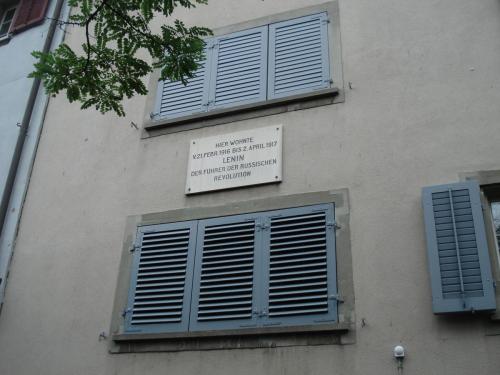 HIER WOHNTE
V. 21. FEBR. 1916 BIS 2. APRIL 1917
LENIN
DER FÜHRER DER RUSSISCHEN
REVOLUTION